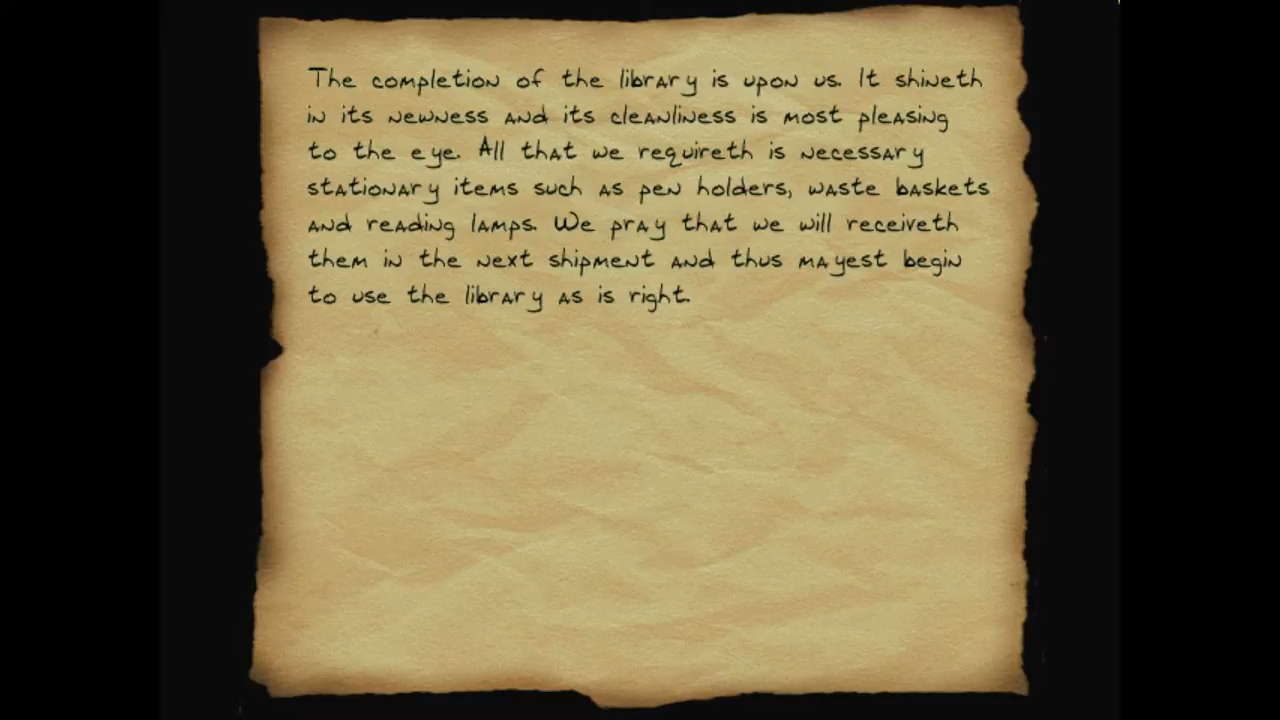 The completion of the library is upon us. It shineth
in its newness and its cleanliness is most pleasing
to the eye. All that we requireth is necessary
stationary items such as pen holders, waste baskets
and reading lamps. We pray that we will receiveth
them in the next shipment and thus mayest begin
to use the library as is right.